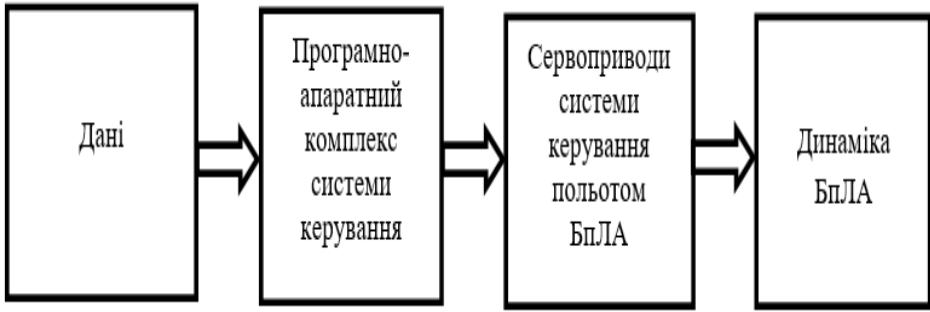 Дані
Програмно-
апаратний
комплекс
системи
керування
Сервоприводи
системи
керування
польотом
БпЛА
Динаміка
БпЛА